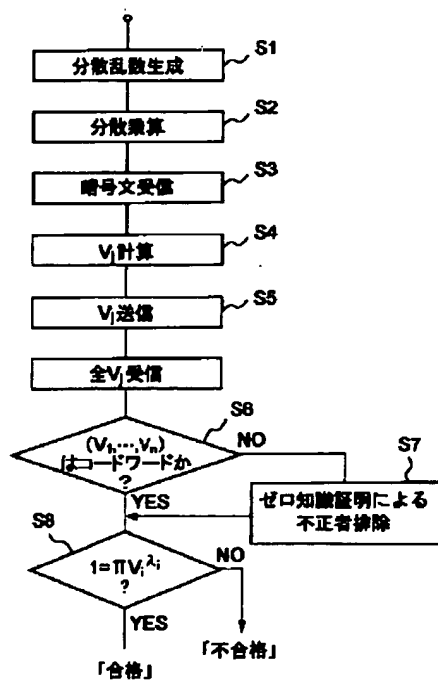 S1
分散乱数生成
S2
分散乗算
S3
暗号文受信
S4
Vj計算
S5
Vj送信
全Vj受信
S6
(V1,…,Vn)
はコードワードか
?
NO
YES
S7
ゼロ知識証明による
不正者排除
S8
1=ΠVi^λi
?
NO
YES
「合格」
「不合格」